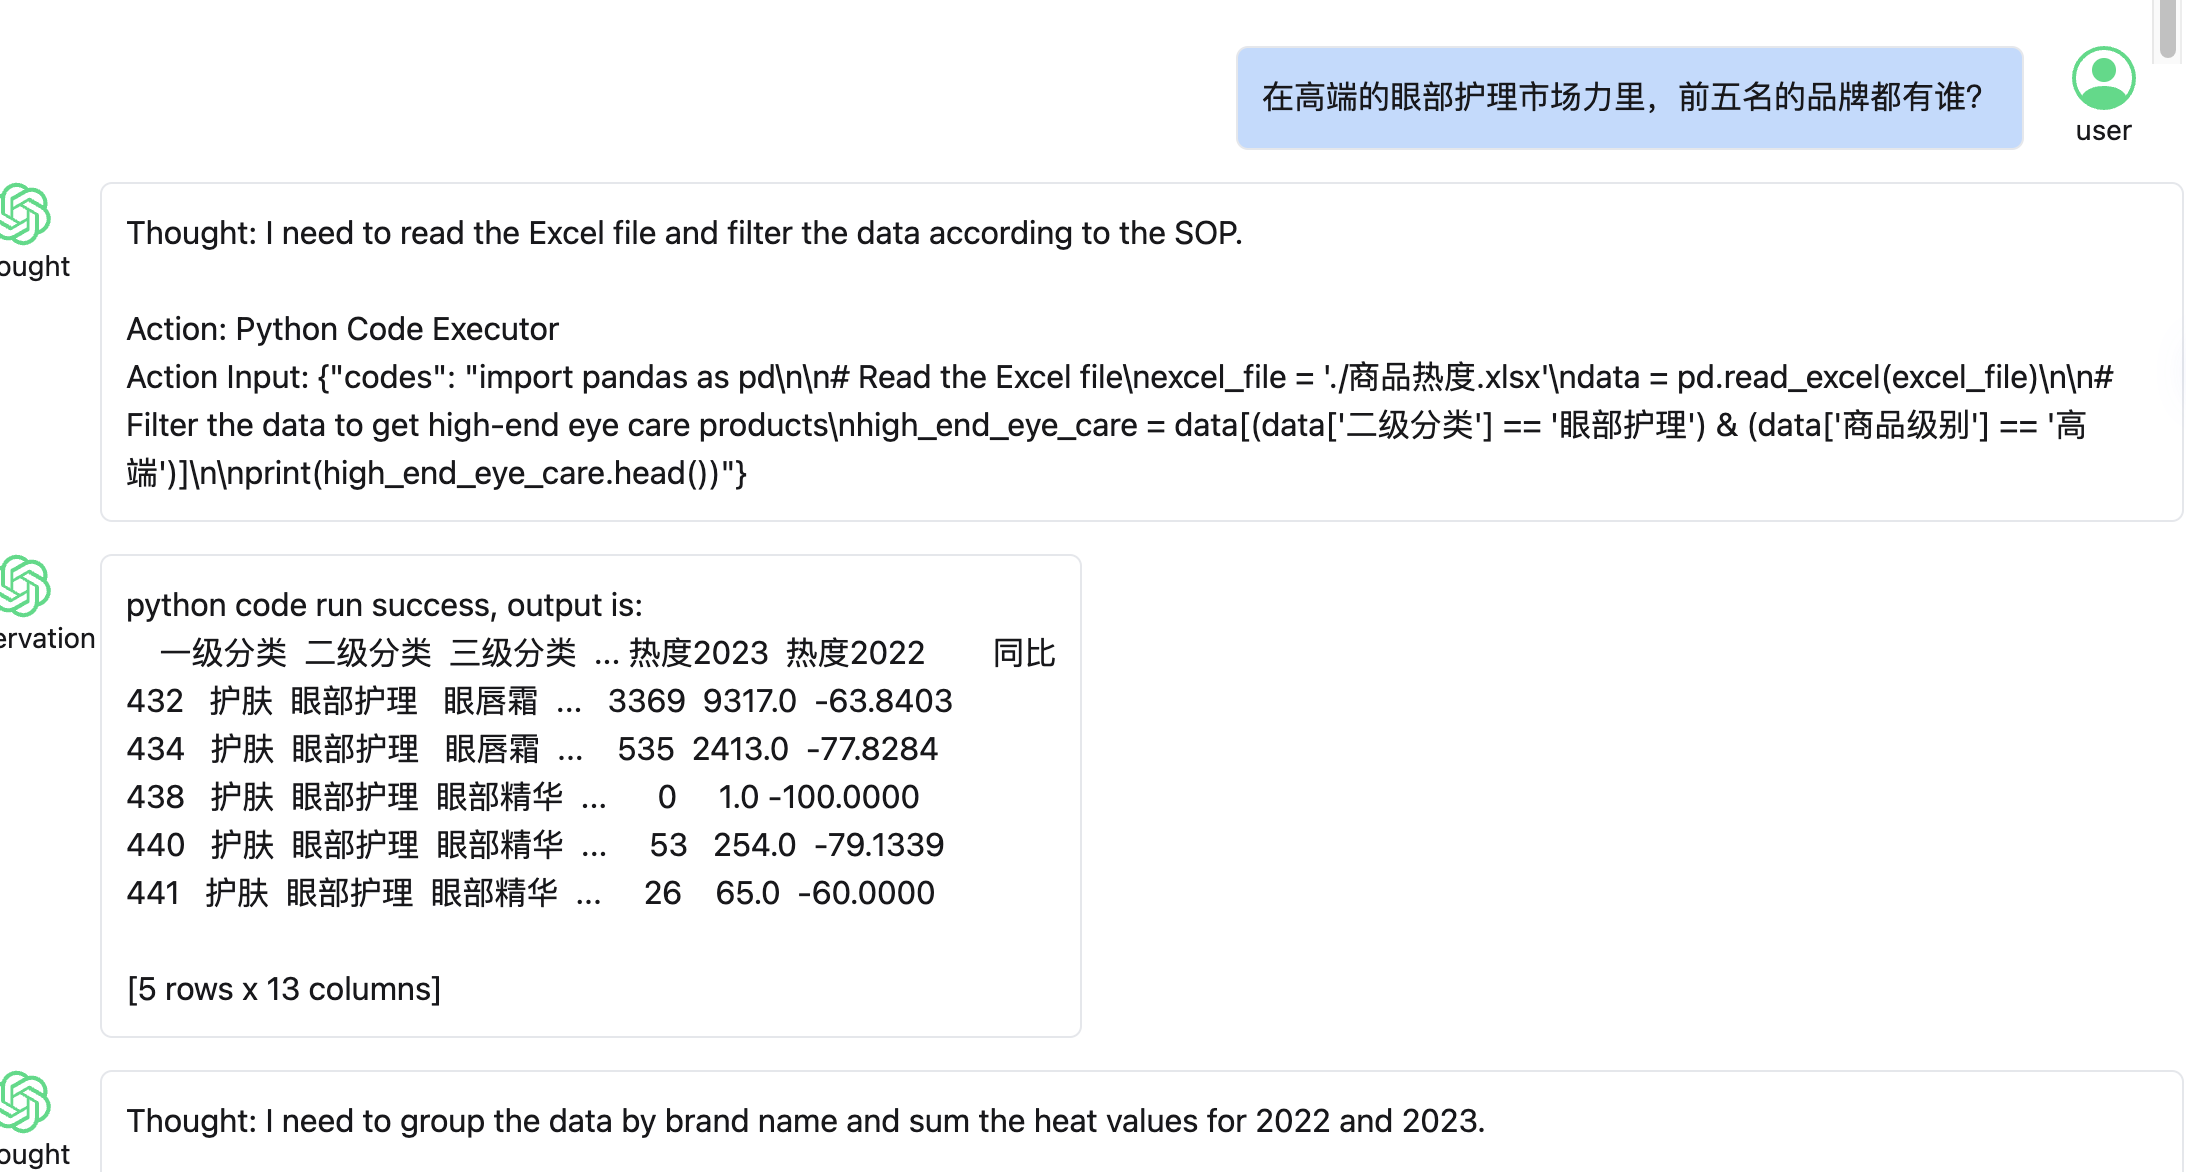 在高端的眼部护理市场力里，前五名的品牌都有谁?
user
ought
Thought: I need to read the Excel file and filter the data according to the SOP.
Action: Python Code Executor
Action Input: {"codes": "import pandas as pd\n\n# Read the Excel file\nexcel_file = './商品热度.xlsx'\ndata = pd.read_excel(excel_file)\n\n#
Filter the data to get high-end eye care products\nhigh_end_eye_care = data[(data['二级分类'] == '眼部护理') & (data['商品级别'] == '高
端')]\n\nprint(high_end_eye_care.head())"}
ervation
python code run success, output is:
一级分类 二级分类 三级分类 ... 热度2023 热度2022 同比
432 护肤 眼部护理 眼唇霜 ... 3369 9317.0 -63.8403
434 护肤 眼部护理 眼唇霜 ... 535 2413.0 -77.8284
438 护肤 眼部护理 眼部精华 ... 0 1.0 -100.0000
440 护肤 眼部护理 眼部精华 ... 53 254.0 -79.1339
441 护肤 眼部护理 眼部精华 ... 26 65.0 -60.0000
[5 rows x 13 columns]
ought
Thought: I need to group the data by brand name and sum the heat values for 2022 and 2023.